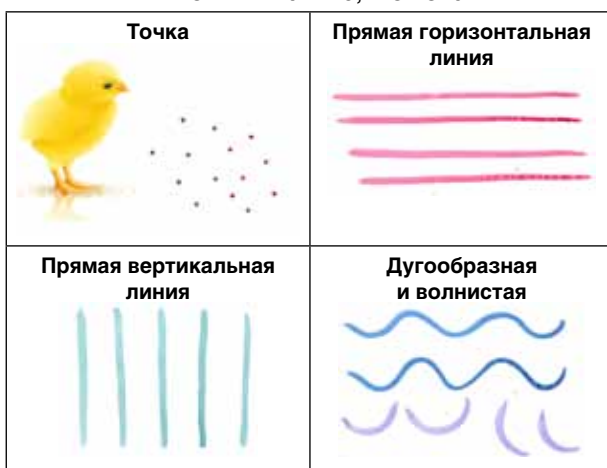 Точка
Прямая горизонтальная
линия
Прямая вертикальная
линия
Дугообразная
и волнистая